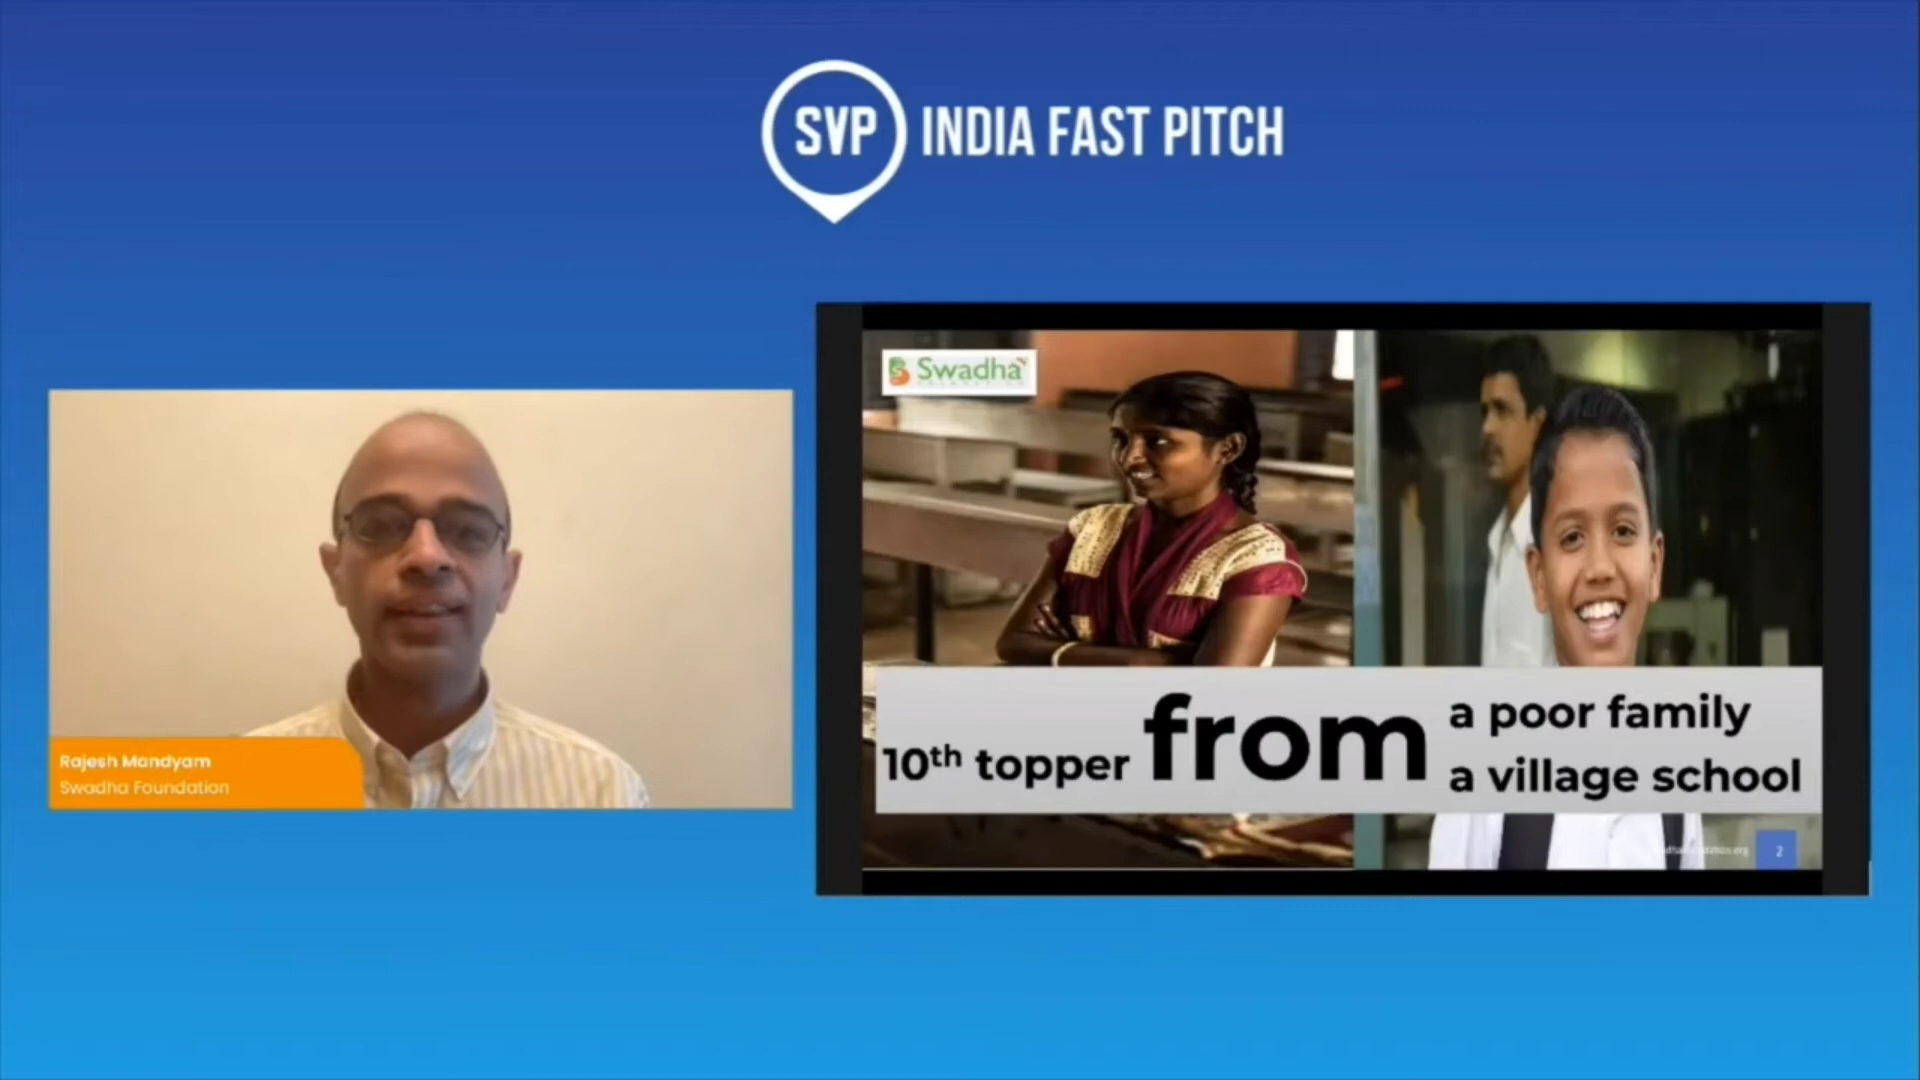 SVP INDIA FAST PITCH
Rajesh Mandyam
Swadha Foundation
Swadha
10th topper from a poor family
a village school
2